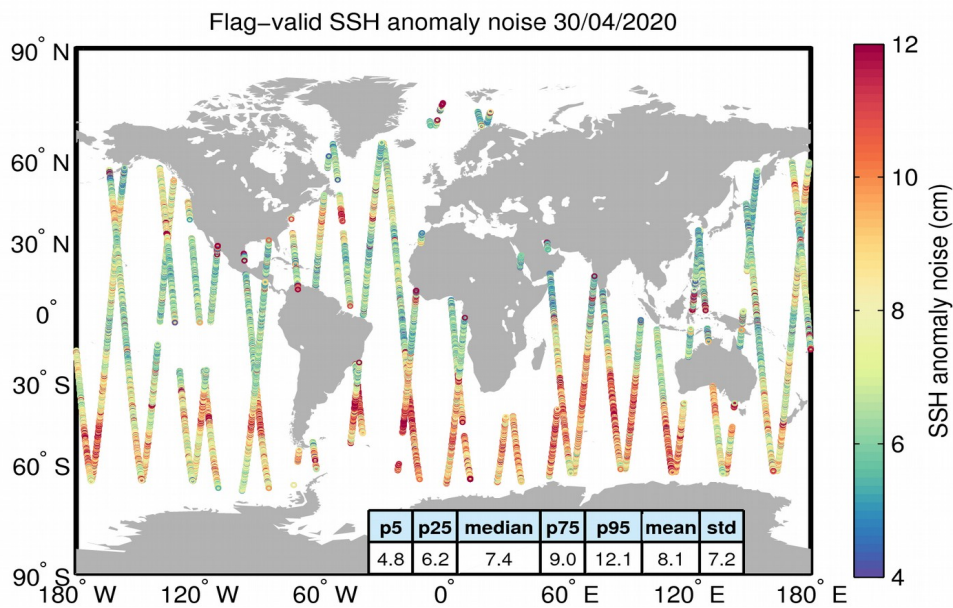 Flag-valid SSH anomaly noise 30/04/2020
90° N
60° N
30° N
0°
30° S
60° S
90° S
180° W
120° W
60° W
0°
60° E
120° E
180° E
p5 p25 median p75 p95 mean std
4.8 6.2 7.4 9.0 12.1 8.1 7.2
12
10
8
6
4
SSH anomaly noise (cm)